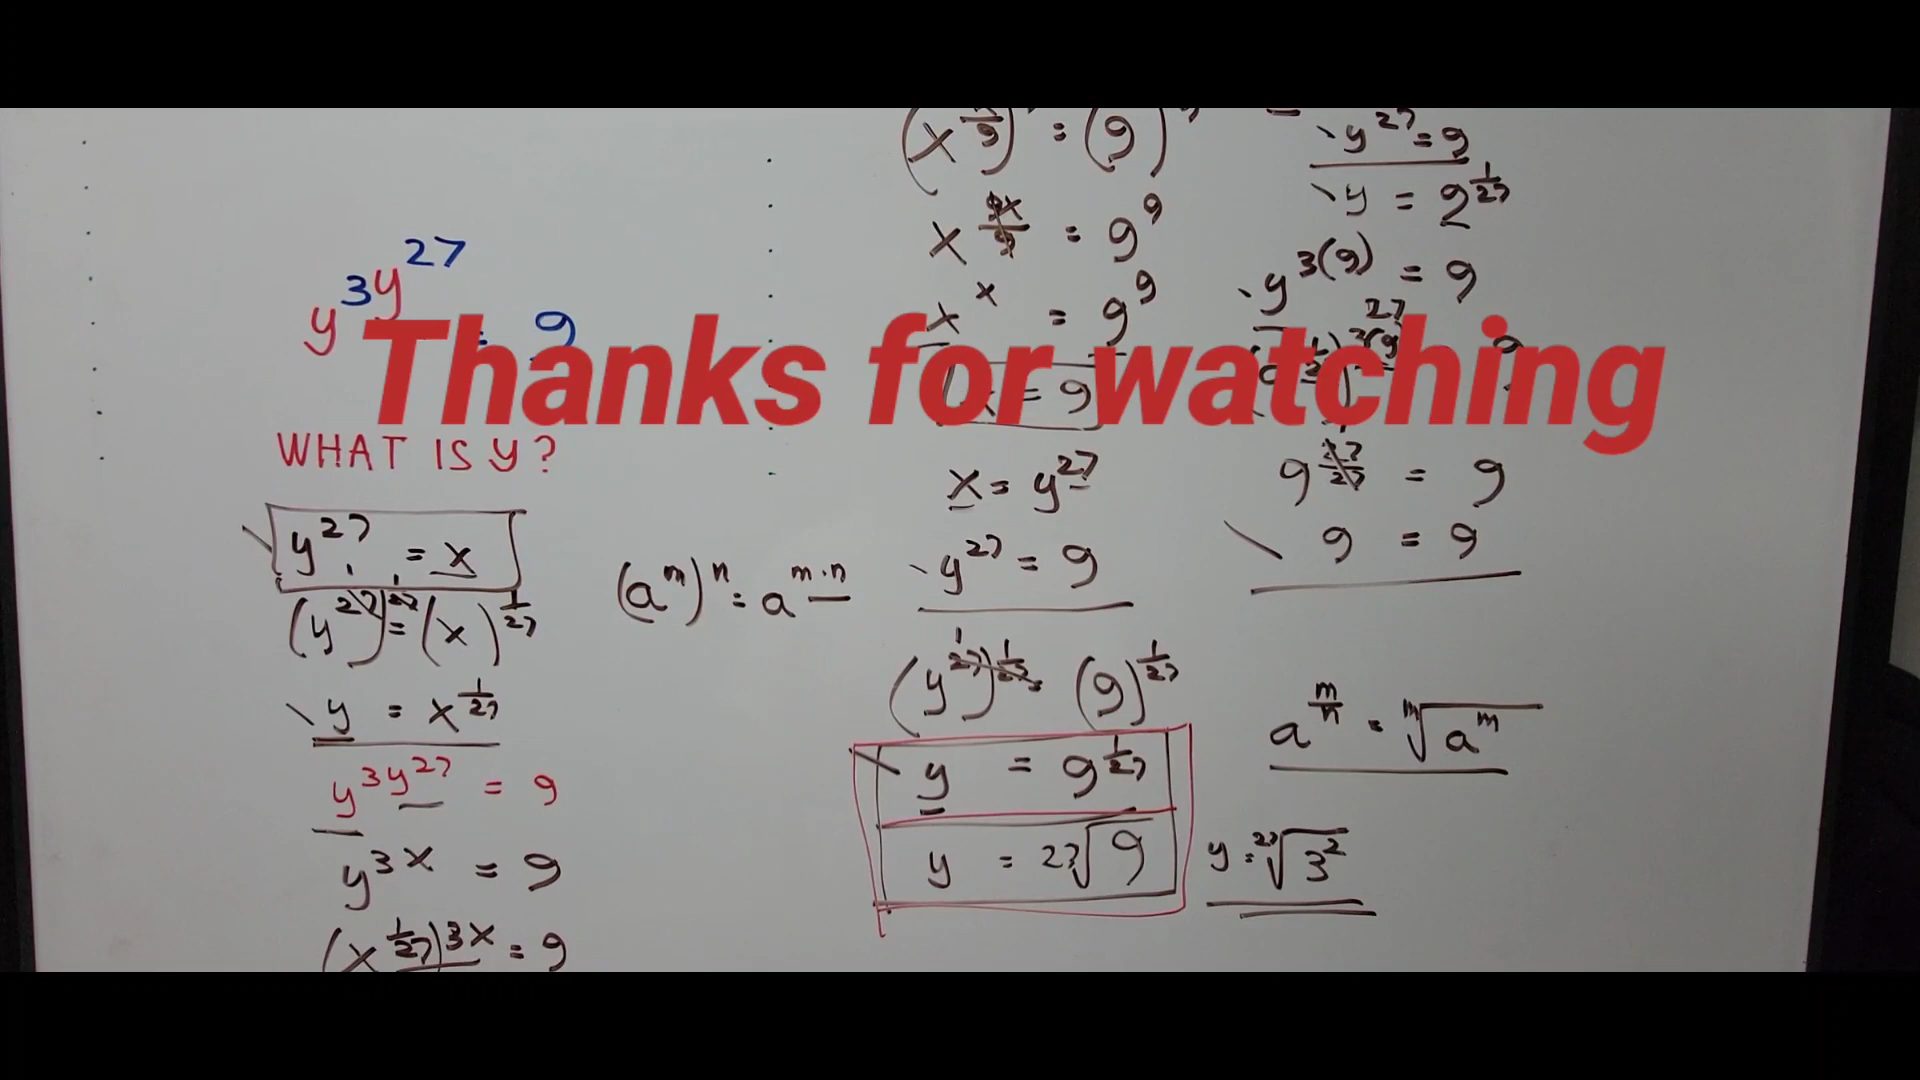 y^3y^27 = 9
WHAT IS y?
y^27 = x
(y^27)^1/27 = (x)^1/27
y = x^1/27
y^3y^27 = 9
y^3x = 9
(x^1/27)^3x = 9
(a^m)^n = a^m·n
= (9)
x^9x/9 = 9^9
x^x = 9^9
x = 9
x = y^27
y^27 = 9
(y^27)^1/27 (9)^1/27
y = 9^1/27
y = 27√9
y^27 = 9
y = 9^1/27
y^3(9) = 9
9^27/27 = 9
9 = 9
a^m/n = n√a^m
y = 27√3^2
Thanks for watching